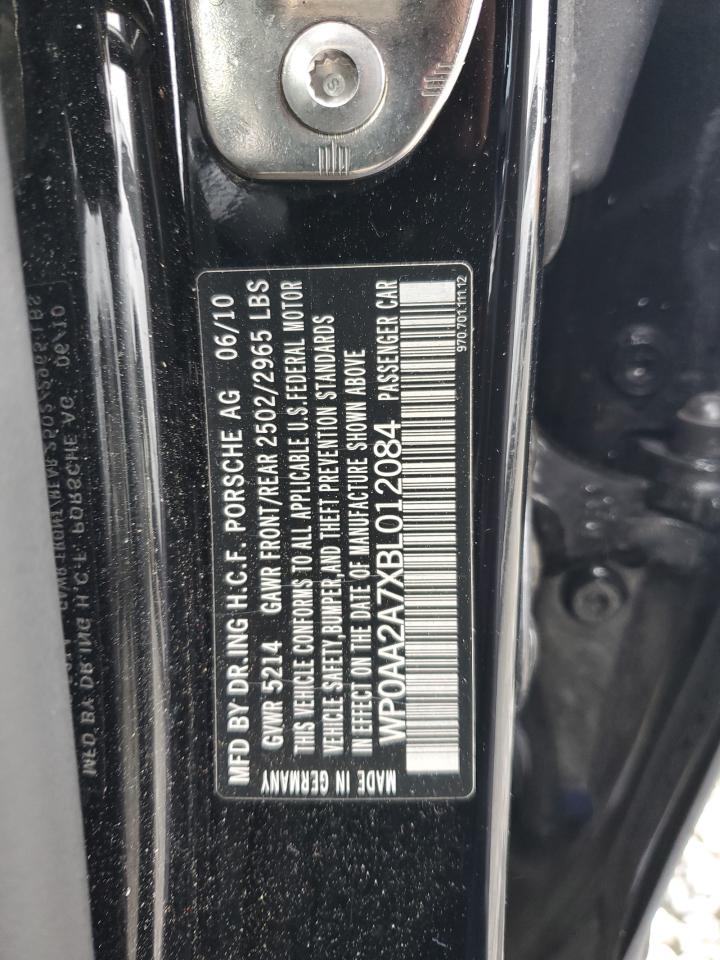 MFD BY DR.ING H.C.F. PORSCHE AG 06/10
GVWR 5214 GAWR FRONT/REAR 2502/2965 LBS
THIS VEHICLE CONFORMS TO ALL APPLICABLE U.S.FEDERAL MOTOR
VEHICLE SAFETY,BUMPER,AND THEFT PREVENTION STANDARDS
IN EFFECT ON THE DATE OF MANUFACTURE SHOWN ABOVE
WP0AA2A7XBL012084 PASSENGER CAR
MADE IN GERMANY
970.701.111.12